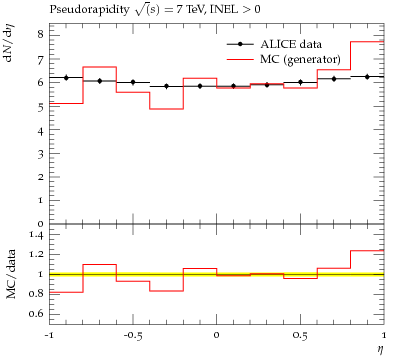 Pseudorapidity √(s) = 7 TeV, INEL > 0
dN/dη
8
7
6
5
4
3
2
1
0
ALICE data
MC (generator)
MC/data
1.4
1.2
1
0.8
0.6
-1 -0.5 0 0.5 1
η